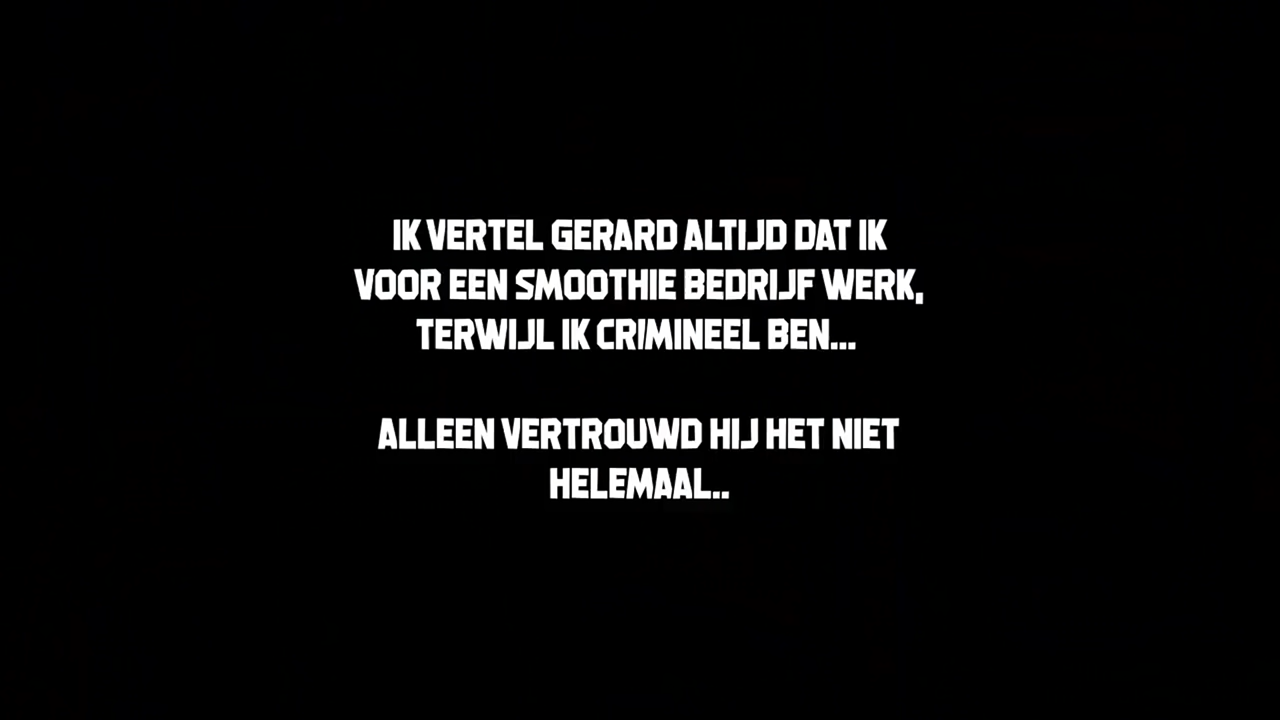 IK VERTEL GERARD ALTIJD DAT IK
VOOR EEN SMOOTHIE BEDRIJF WERK,
TERWIJL IK CRIMINEEL BEN...
ALLEEN VERTROUWD HIJ HET NIET
HELEMAAL..